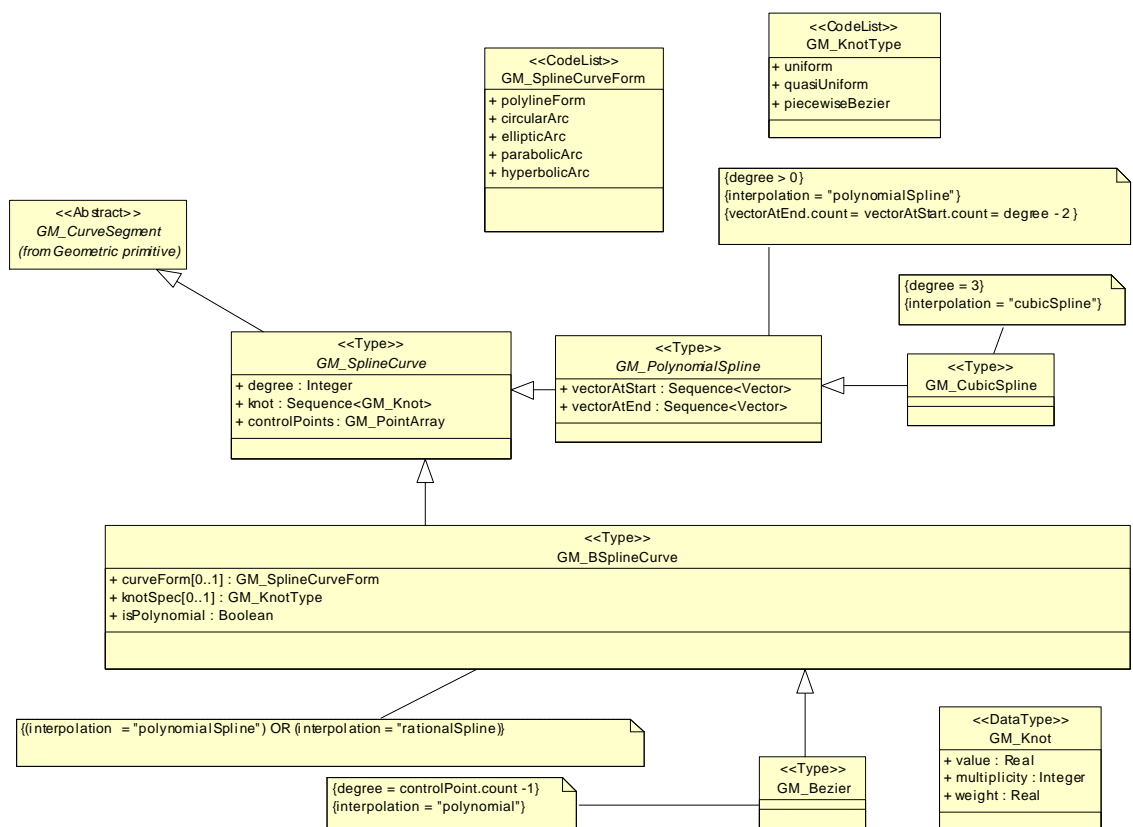 <<CodeList>>
GM_KnotType
+ uniform
+ quasiUniform
+ piecewiseBezier
<<CodeList>>
GM_SplineCurveForm
+ polylineForm
+ circularArc
+ ellipticArc
+ parabolicArc
+ hyperbolicArc
{degree > 0}
{interpolation = "polynomialSpline"}
{vectorAtEnd.count = vectorAtStart.count = degree - 2 }
<<Abstract>>
GM_CurveSegment
(from Geometric primitive)
{degree = 3}
{interpolation = "cubicSpline"}
<<Type>>
GM_SplineCurve
+ degree : Integer
+ knot : Sequence<GM_Knot>
+ controlPoints : GM_PointArray
<<Type>>
GM_PolynomialSpline
+ vectorAtStart : Sequence<Vector>
+ vectorAtEnd : Sequence<Vector>
<<Type>>
GM_CubicSpline
<<Type>>
GM_BSplineCurve
+ curveForm[0..1] : GM_SplineCurveForm
+ knotSpec[0..1] : GM_KnotType
+ isPolynomial : Boolean
{(interpolation = "polynomialSpline") OR (interpolation = "rationalSpline)}
<<DataType>>
GM_Knot
+ value : Real
+ multiplicity : Integer
+ weight : Real
<<Type>>
GM_Bezier
{degree = controlPoint.count -1}
{interpolation = "polynomial"}